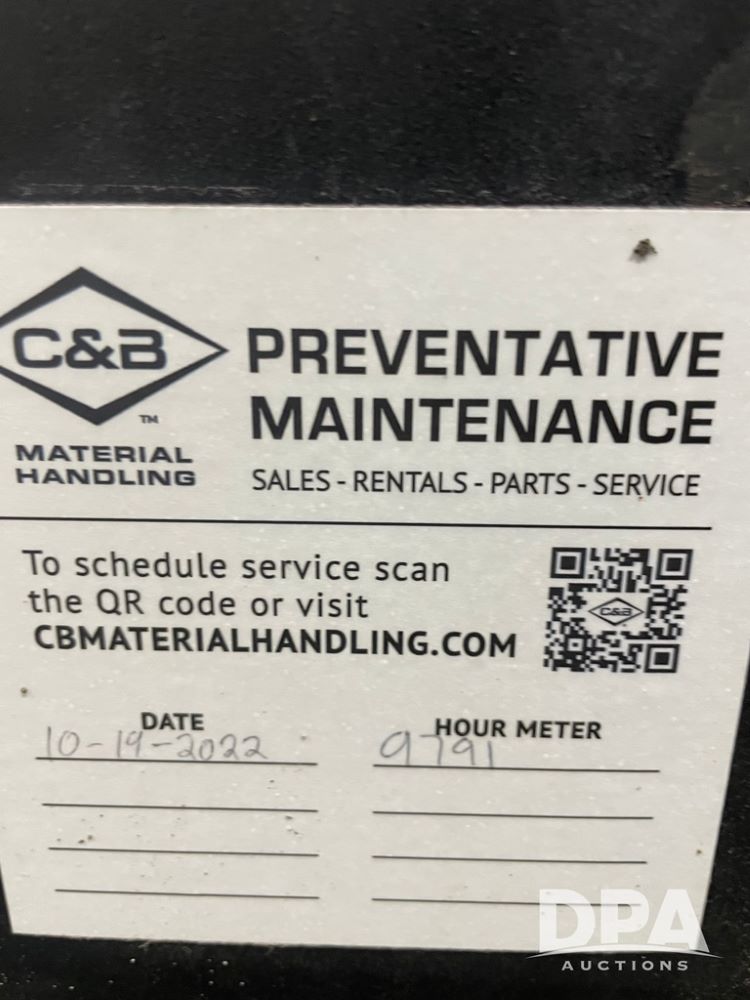 C&B
TM
MATERIAL
HANDLING
PREVENTATIVE
MAINTENANCE
SALES - RENTALS - PARTS - SERVICE
To schedule service scan
the QR code or visit
CBMATERIALHANDLING.COM
C&B
DATE
10-19-2022
HOUR METER
9791
DPA
AUCTIONS